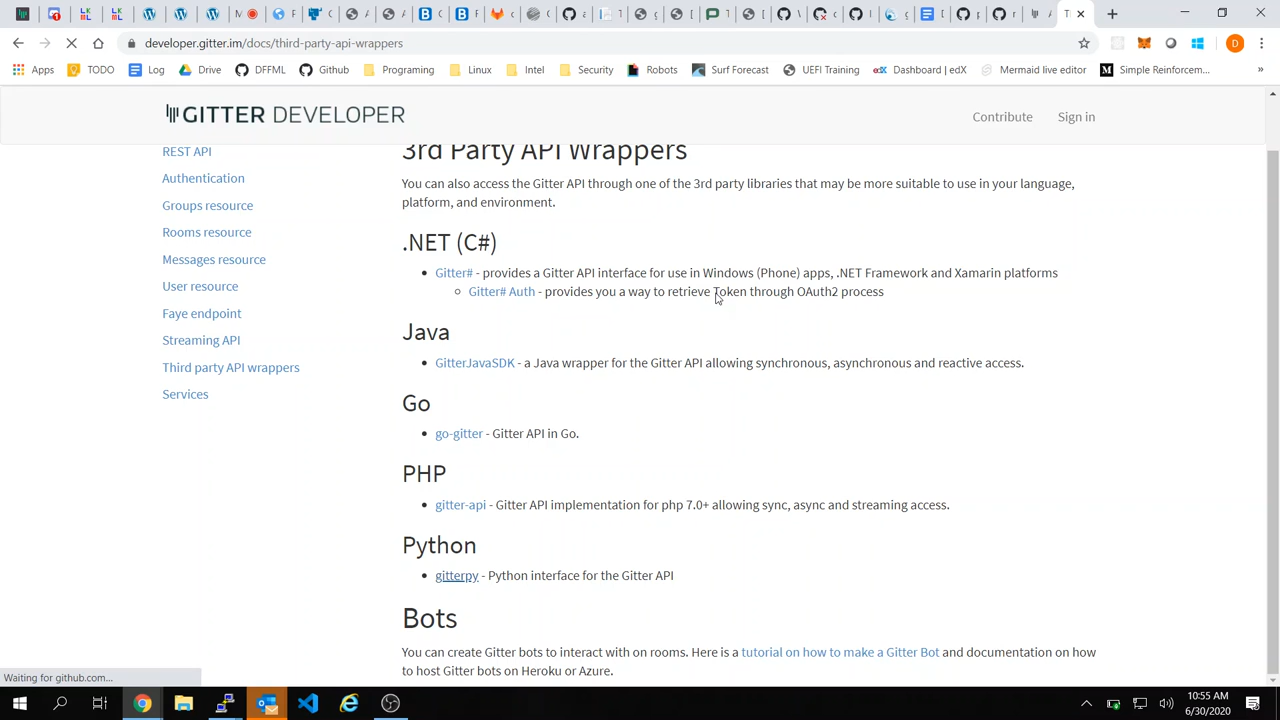 developer.gitter.im/docs/third-party-api-wrappers
Apps
TODO
Log
Drive
DFFML
Github
Programing
Linux
Intel
Security
Robots
Surf Forecast
UEFI Training
Dashboard | edX
Mermaid live editor
Simple Reinforcem...
»
GITTER DEVELOPER
Contribute
Sign in
REST API
Authentication
Groups resource
Rooms resource
Messages resource
User resource
Faye endpoint
Streaming API
Third party API wrappers
Services
3rd Party API Wrappers
You can also access the Gitter API through one of the 3rd party libraries that may be more suitable to use in your language,
platform, and environment.
.NET (C#)
Gitter# - provides a Gitter API interface for use in Windows (Phone) apps, .NET Framework and Xamarin platforms
Gitter# Auth - provides you a way to retrieve Token through OAuth2 process
Java
GitterJavaSDK - a Java wrapper for the Gitter API allowing synchronous, asynchronous and reactive access.
Go
go-gitter - Gitter API in Go.
PHP
gitter-api - Gitter API implementation for php 7.0+ allowing sync, async and streaming access.
Python
gitterpy - Python interface for the Gitter API
Bots
You can create Gitter bots to interact with on rooms. Here is a tutorial on how to make a Gitter Bot and documentation on how
to host Gitter bots on Heroku or Azure.
Waiting for github.com...
10:55 AM
6/30/2020